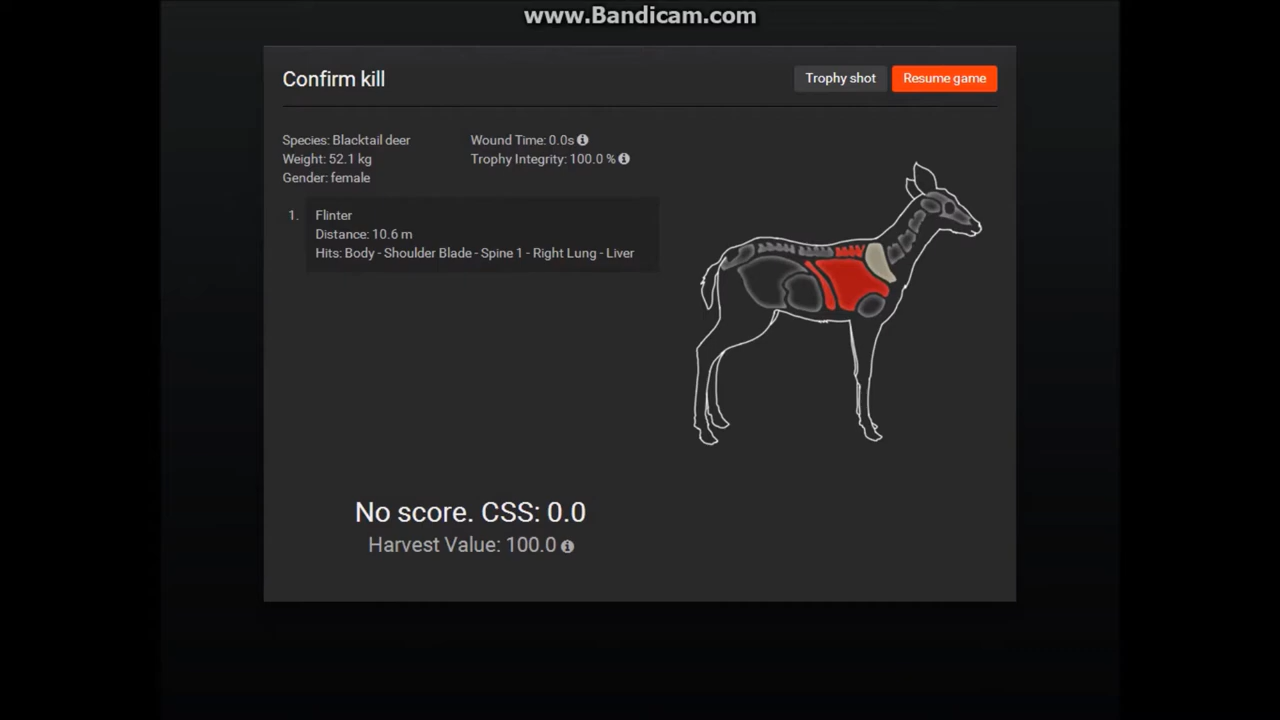 www.Bandicam.com
Confirm kill
Trophy shot
Resume game
Species: Blacktail deer
Weight: 52.1 kg
Gender: female
Wound Time: 0.0s
Trophy Integrity: 100.0 %
1.
Flinter
Distance: 10.6 m
Hits: Body - Shoulder Blade - Spine 1 - Right Lung - Liver
No score. CSS: 0.0
Harvest Value: 100.0